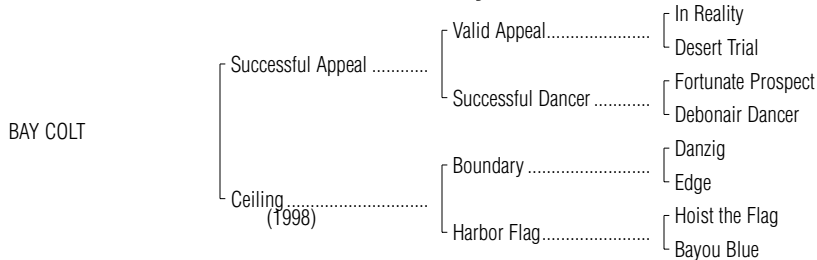 In Reality
Valid Appeal......................
Desert Trial
Successful Appeal ............
Fortunate Prospect
Successful Dancer ............
Debonair Dancer
BAY COLT
Danzig
Boundary ..........................
Edge
Ceiling..............................
(1998)
Hoist the Flag
Harbor Flag.......................
Bayou Blue